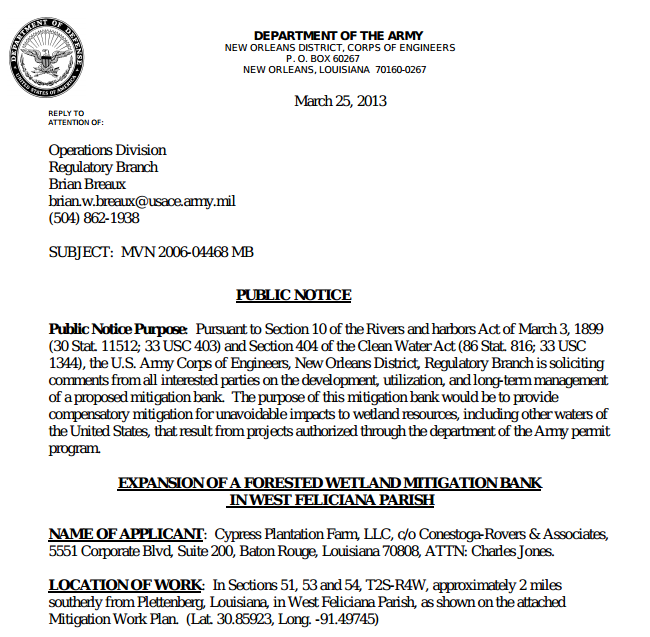 DEPARTMENT OF DEFENSE
UNITED STATES OF AMERICA
DEPARTMENT OF THE ARMY
NEW ORLEANS DISTRICT, CORPS OF ENGINEERS
P. O. BOX 60267
NEW ORLEANS, LOUISIANA 70160-0267
March 25, 2013
REPLY TO
ATTENTION OF:
Operations Division
Regulatory Branch
Brian Breaux
brian.w.breaux@usace.army.mil
(504) 862-1938
SUBJECT: MVN 2006-04468 MB
PUBLIC NOTICE
Public Notice Purpose: Pursuant to Section 10 of the Rivers and harbors Act of March 3, 1899
(30 Stat. 11512; 33 USC 403) and Section 404 of the Clean Water Act (86 Stat. 816; 33 USC
1344), the U.S. Army Corps of Engineers, New Orleans District, Regulatory Branch is soliciting
comments from all interested parties on the development, utilization, and long-term management
of a proposed mitigation bank. The purpose of this mitigation bank would be to provide
compensatory mitigation for unavoidable impacts to wetland resources, including other waters of
the United States, that result from projects authorized through the department of the Army permit
program.
EXPANSION OF A FORESTED WETLAND MITIGATION BANK
IN WEST FELICIANA PARISH
NAME OF APPLICANT: Cypress Plantation Farm, LLC, c/o Conestoga-Rovers & Associates,
5551 Corporate Blvd, Suite 200, Baton Rouge, Louisiana 70808, ATTN: Charles Jones.
LOCATION OF WORK: In Sections 51, 53 and 54, T2S-R4W, approximately 2 miles
southerly from Plettenberg, Louisiana, in West Feliciana Parish, as shown on the attached
Mitigation Work Plan. (Lat. 30.85923, Long. -91.49745)